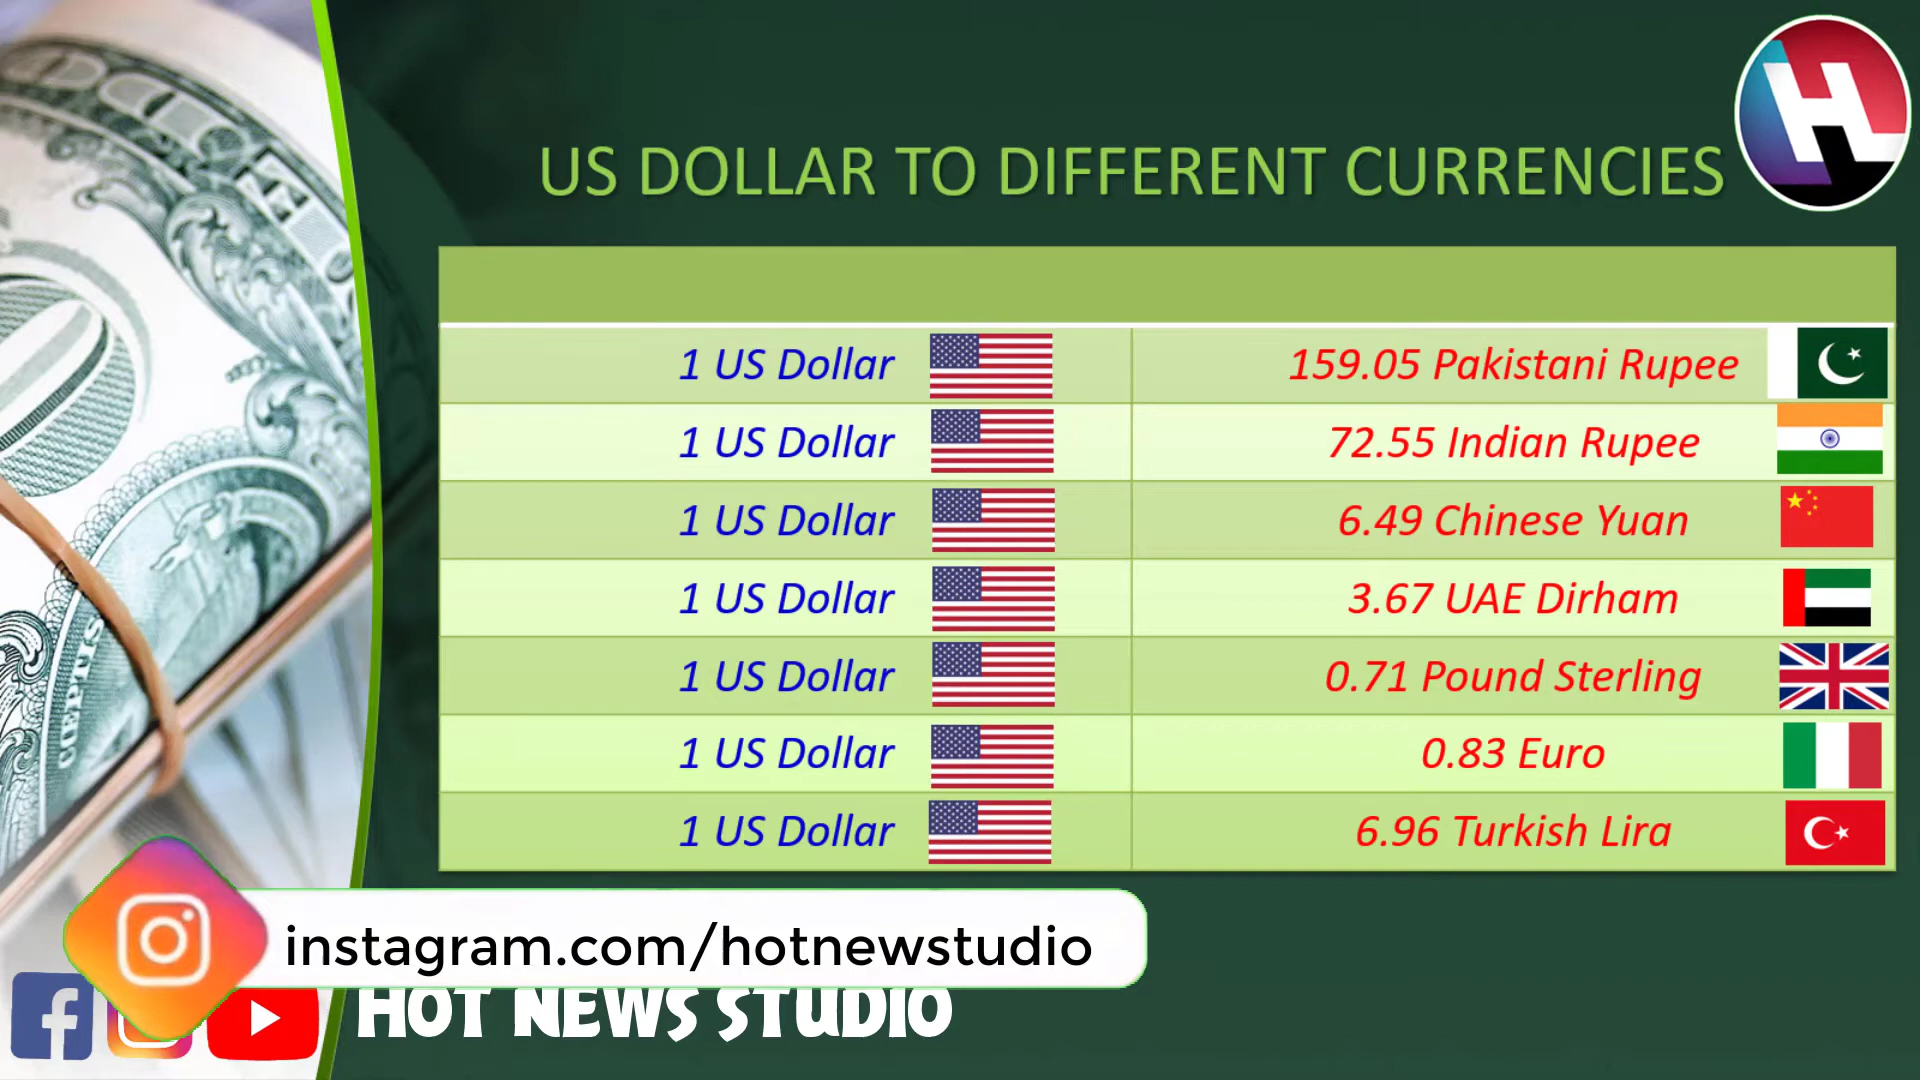 US DOLLAR TO DIFFERENT CURRENCIES
1 US Dollar 159.05 Pakistani Rupee
1 US Dollar 72.55 Indian Rupee
1 US Dollar 6.49 Chinese Yuan
1 US Dollar 3.67 UAE Dirham
1 US Dollar 0.71 Pound Sterling
1 US Dollar 0.83 Euro
1 US Dollar 6.96 Turkish Lira
instagram.com/hotnewstudio
HOT NEWS STUDIO
COEPTIS
H
f